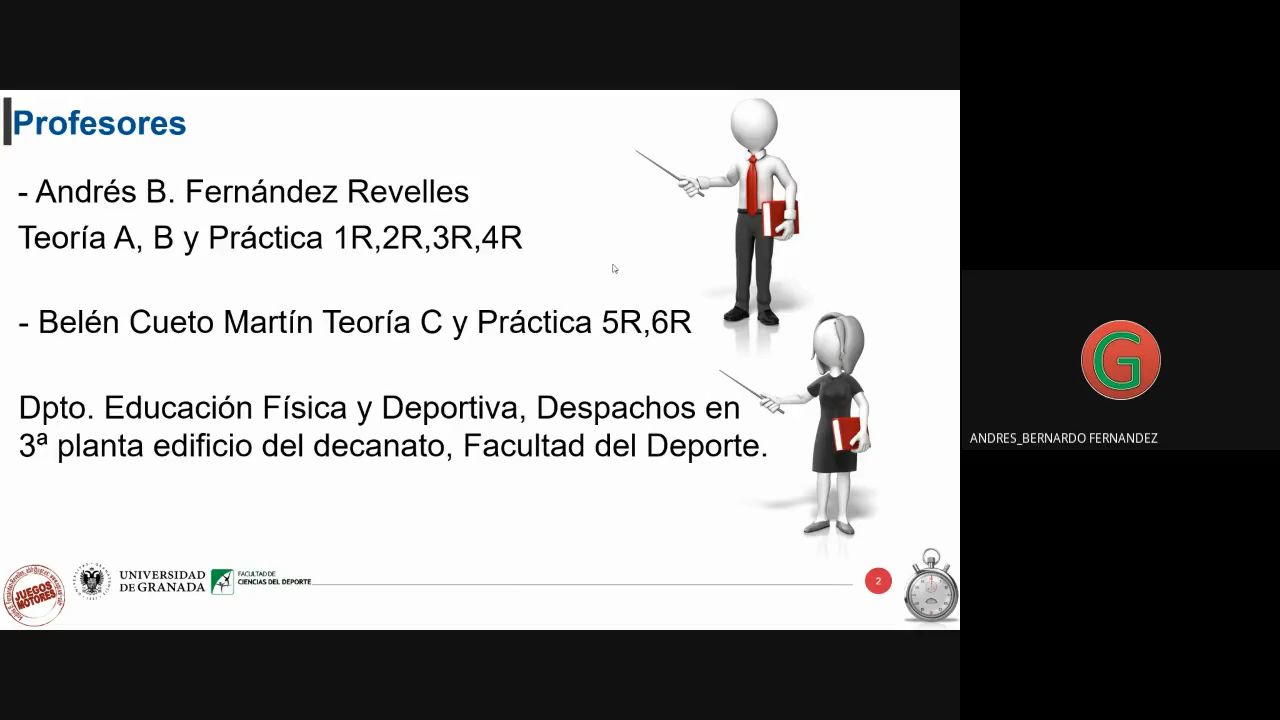 Profesores
- Andrés B. Fernández Revelles
Teoría A, B y Práctica 1R,2R,3R,4R
- Belén Cueto Martín Teoría C y Práctica 5R,6R
Dpto. Educación Física y Deportiva, Despachos en
3ª planta edificio del decanato, Facultad del Deporte.
JUEGOS
MOTORES
UNIVERSIDAD
DE GRANADA
FACULTAD DE
CIENCIAS DEL DEPORTE
2
G
ANDRES_BERNARDO FERNANDEZ